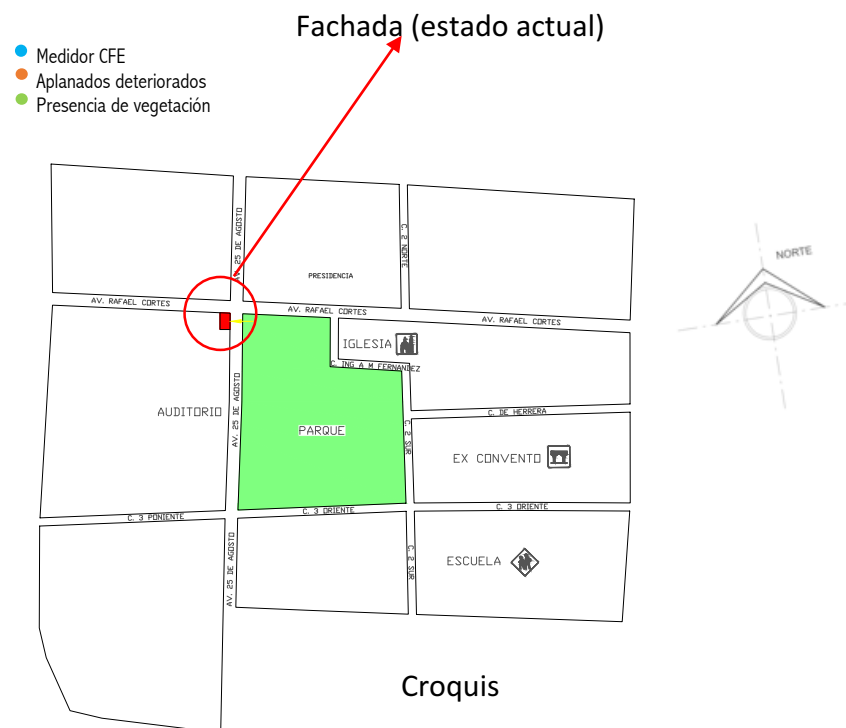 Fachada (estado actual)
Medidor CFE
Aplanados deteriorados
Presencia de vegetación
NORTE
AV. 25 DE AGOSTO
C. 2 NORTE
PRESIDENCIA
AV. RAFAEL CORTES
AV. RAFAEL CORTES
AV. RAFAEL CORTES
IGLESIA
C. ING A M FERNANDEZ
AV. 25 DE AGOSTO
AUDITORIO
C. DE HERRERA
PARQUE
C. 2 SUR
EX CONVENTO
C. 3 PONIENTE
C. 3 ORIENTE
C. 3 ORIENTE
AV. 25 DE AGOSTO
C. 2 SUR
ESCUELA
Croquis